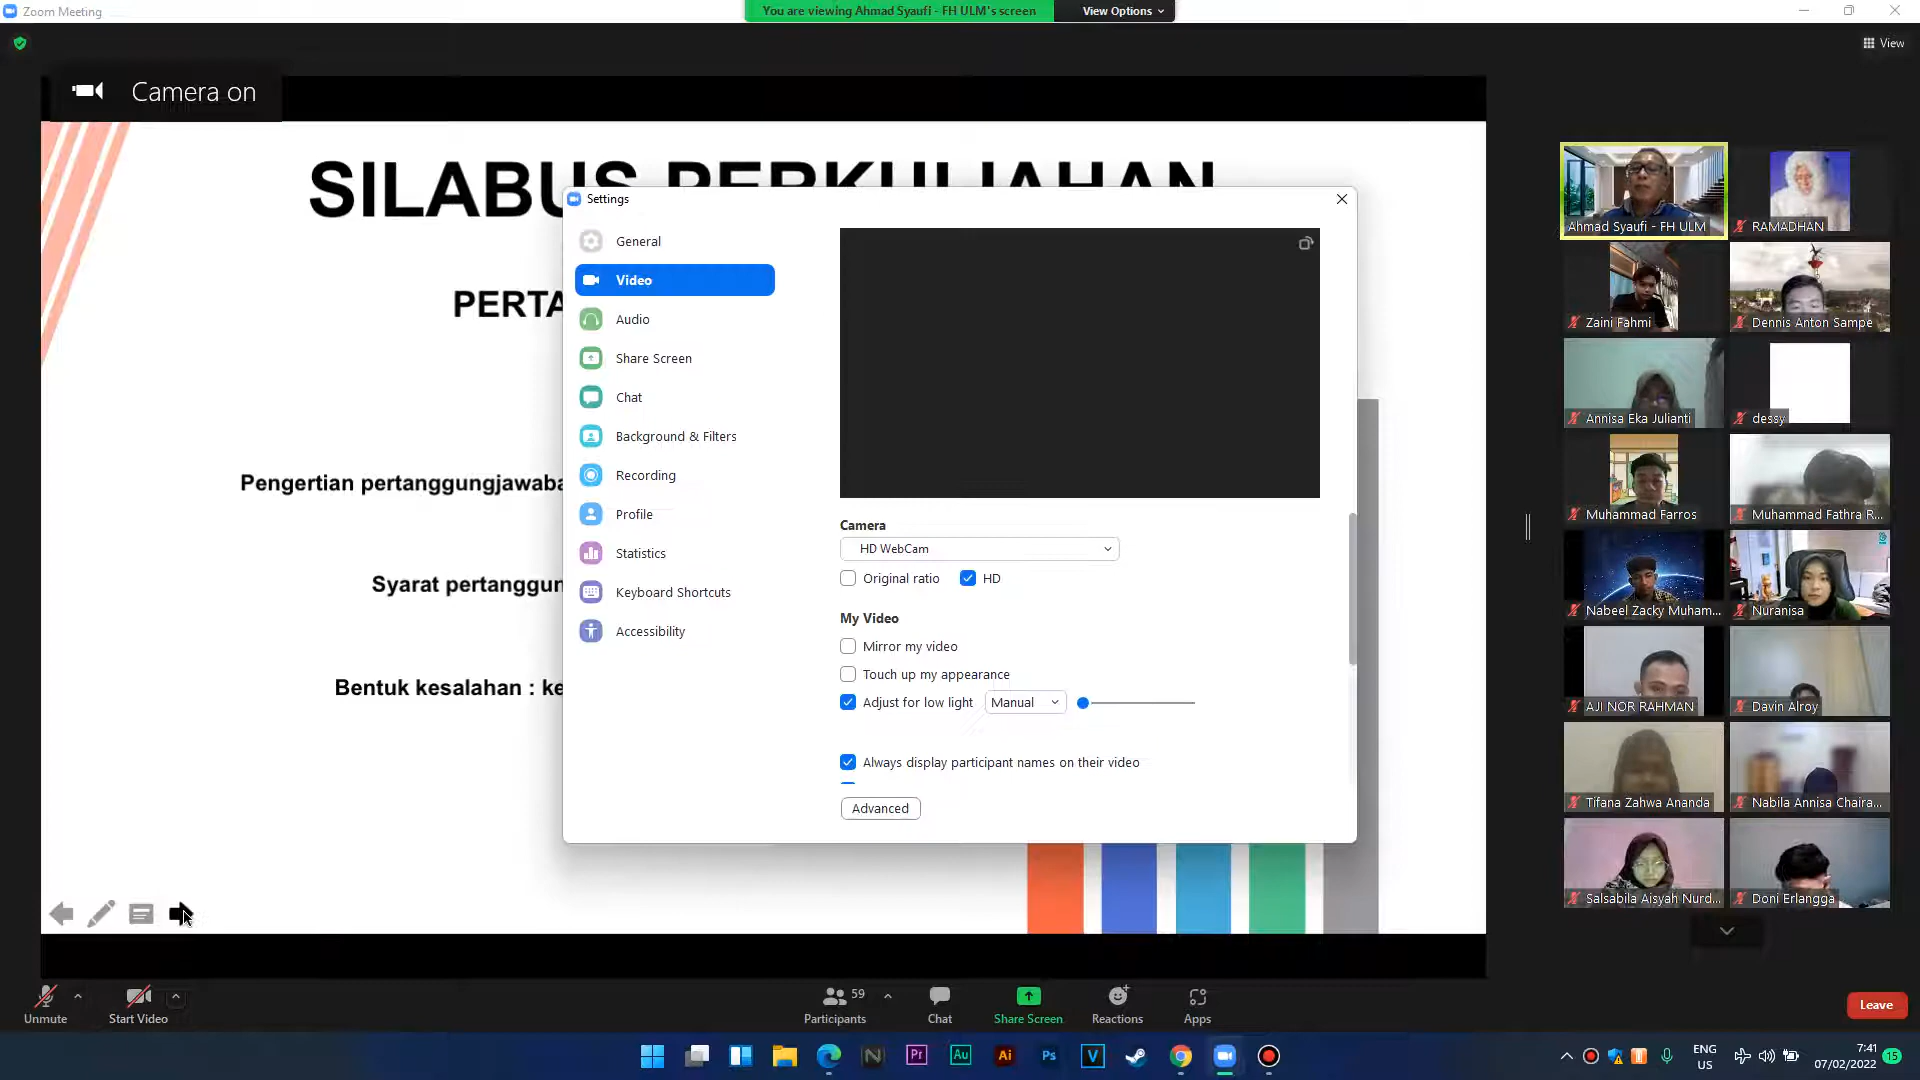 Zoom Meeting
You are viewing Ahmad Syaufi - FH ULM's screen
View Options
View
Camera on
SILABUS PERKULIAHAN
PERTA
Pengertian pertanggungjawaba
Syarat pertanggun
Bentuk kesalahan : ke
Settings
General
Video
Audio
Share Screen
Chat
Background & Filters
Recording
Profile
Statistics
Keyboard Shortcuts
Accessibility
Camera
HD WebCam
Original ratio HD
My Video
Mirror my video
Touch up my appearance
Adjust for low light Manual
Always display participant names on their video
Advanced
Ahmad Syaufi - FH ULM
RAMADHAN
Zaini Fahmi
Dennis Anton Sampe
Annisa Eka Julianti
dessy
Muhammad Farros
Muhammad Fathra R...
Nabeel Zacky Muham...
Nuranisa
AJI NOR RAHMAN
Davin Alroy
Tifana Zahwa Ananda
Nabila Annisa Chaira...
Salsabila Aisyah Nurd...
Doni Erlangga
Unmute
Start Video
59
Participants
Chat
Share Screen
Reactions
Apps
Leave
N
Pr
Au
Ai
Ps
V
ENG
US
7:41
07/02/2022
15